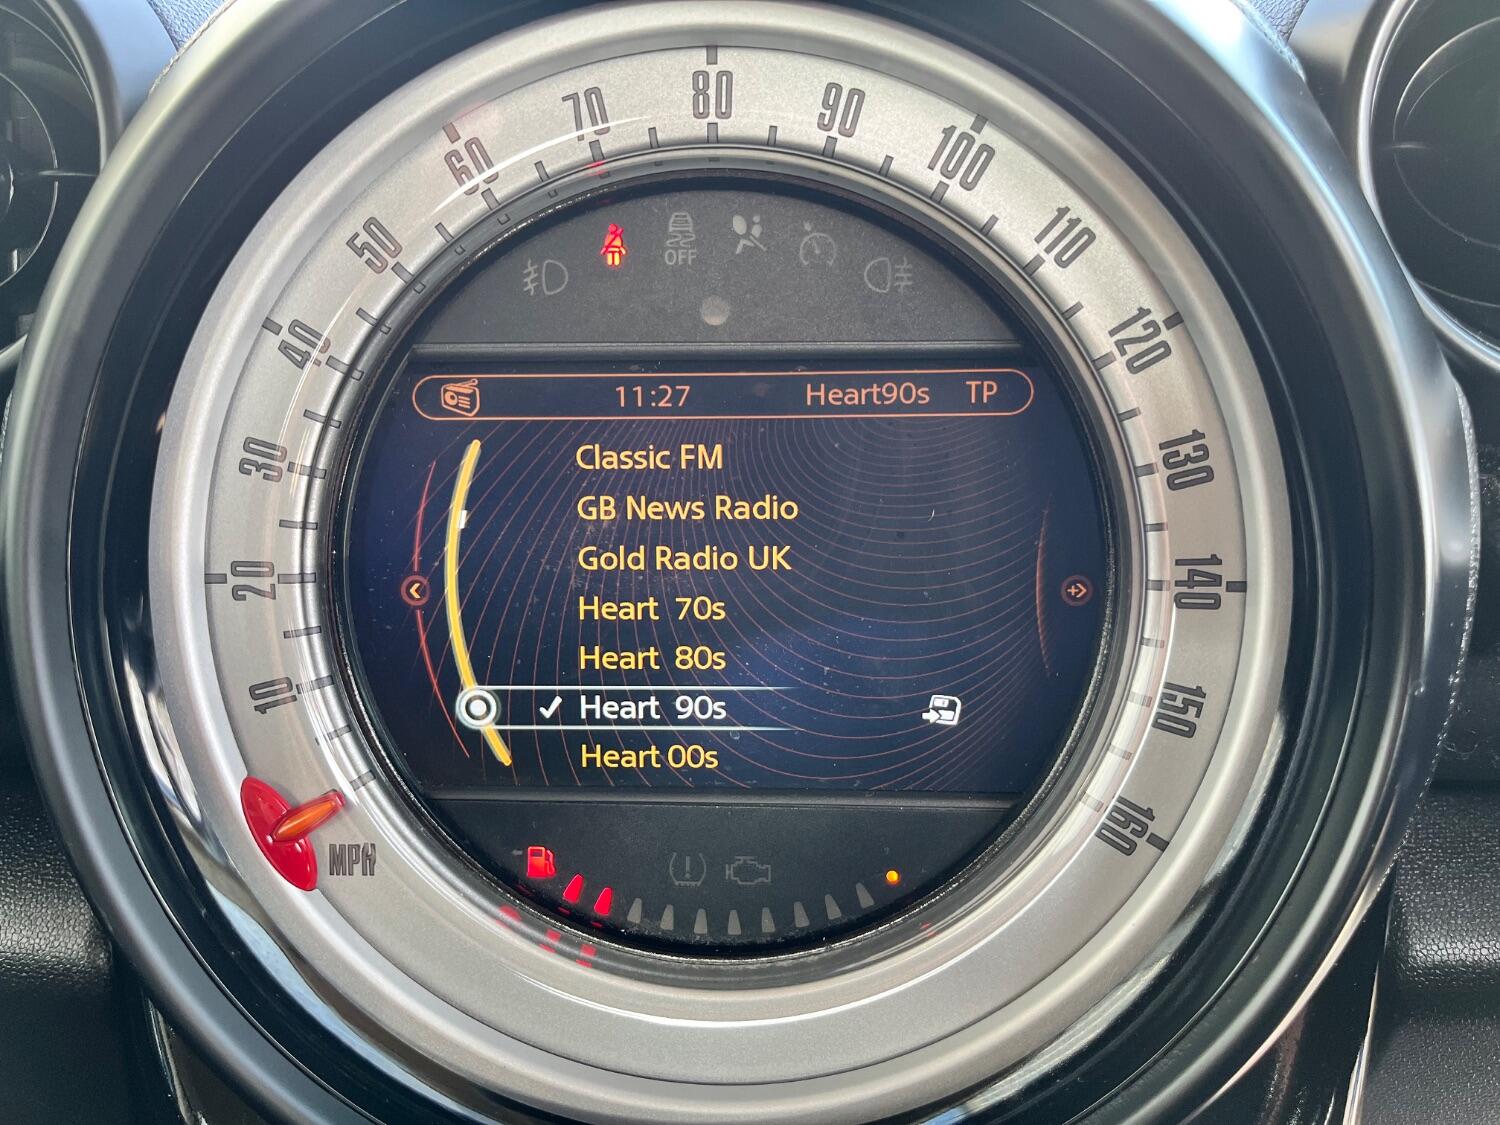 10
20
30
40
50
60
70
80
90
100
110
120
130
140
150
160
MPH
OFF
11:27 Heart90s TP
Classic FM
GB News Radio
Gold Radio UK
Heart 70s
Heart 80s
Heart 90s
Heart 00s